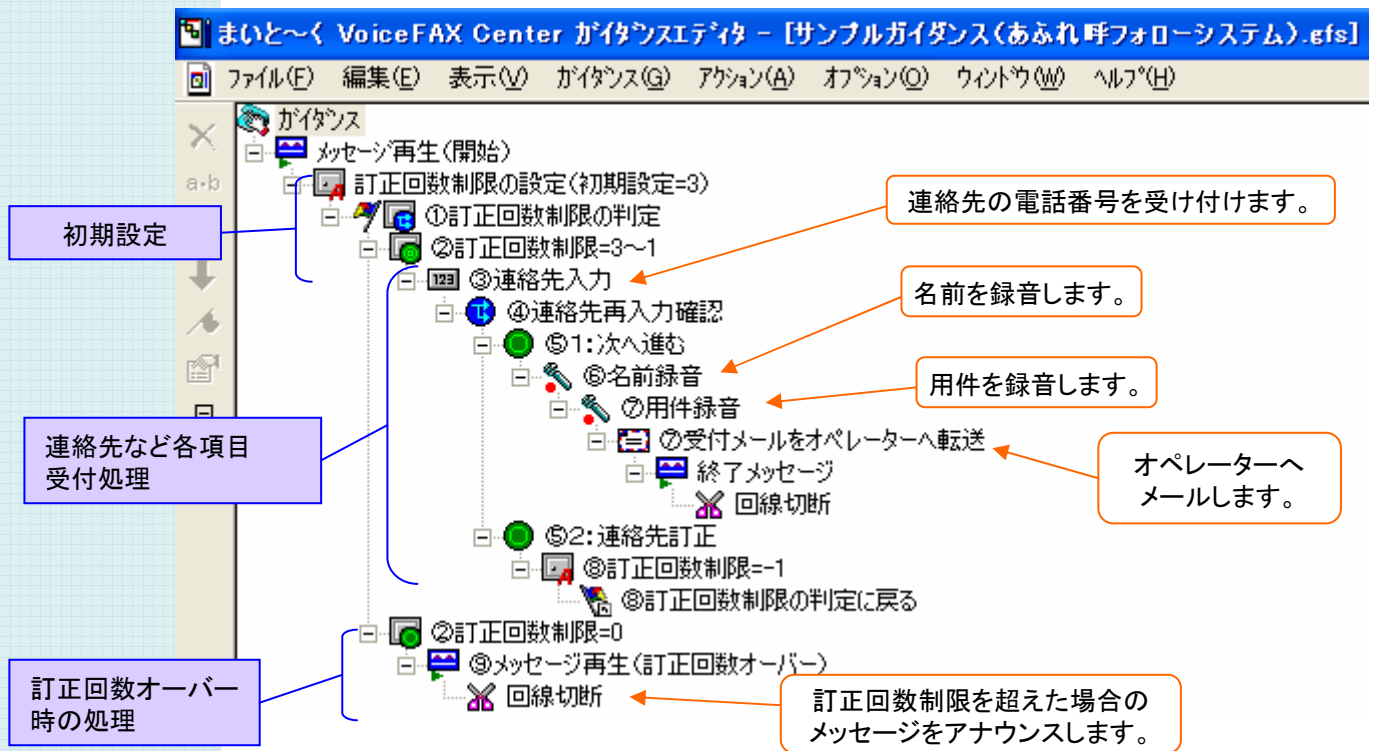 まいと～く VoiceFAX Center ガイダンスエディタ - [サンプルガイダンス(あふれ呼フォローシステム).gfs]
ファイル(F) 編集(E) 表示(V) ガイダンス(G) アクション(A) オプション(O) ウィンドウ(W) ヘルプ(H)
ガイダンス
メッセージ再生(開始)
a・b
訂正回数制限の設定(初期設定=3)
①訂正回数制限の判定
②訂正回数制限=3～1
123 ③連絡先入力
④連絡先再入力確認
⑤1:次へ進む
⑥名前録音
⑦用件録音
⑦受付メールをオペレーターへ転送
終了メッセージ
回線切断
⑤2:連絡先訂正
⑧訂正回数制限=-1
⑧訂正回数制限の判定に戻る
②訂正回数制限=0
⑨メッセージ再生(訂正回数オーバー)
回線切断
初期設定
連絡先など各項目
受付処理
訂正回数オーバー
時の処理
連絡先の電話番号を受け付けます。
名前を録音します。
用件を録音します。
オペレーターへ
メールします。
訂正回数制限を超えた場合の
メッセージをアナウンスします。